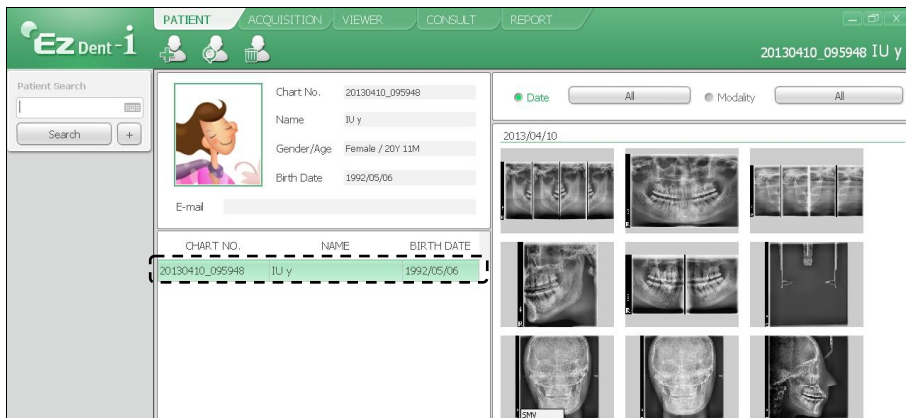 PATIENT ACQUISITION VIEWER CONSULT REPORT
Ez Dent-i
20130410_095948 IU y
Patient Search
Search +
Chart No. 20130410_095948
Name IU y
Gender/Age Female / 20Y 11M
Birth Date 1992/05/06
E-mail
CHART NO. NAME BIRTH DATE
20130410_095948 IU y 1992/05/06
Date All Modality All
2013/04/10
SMV